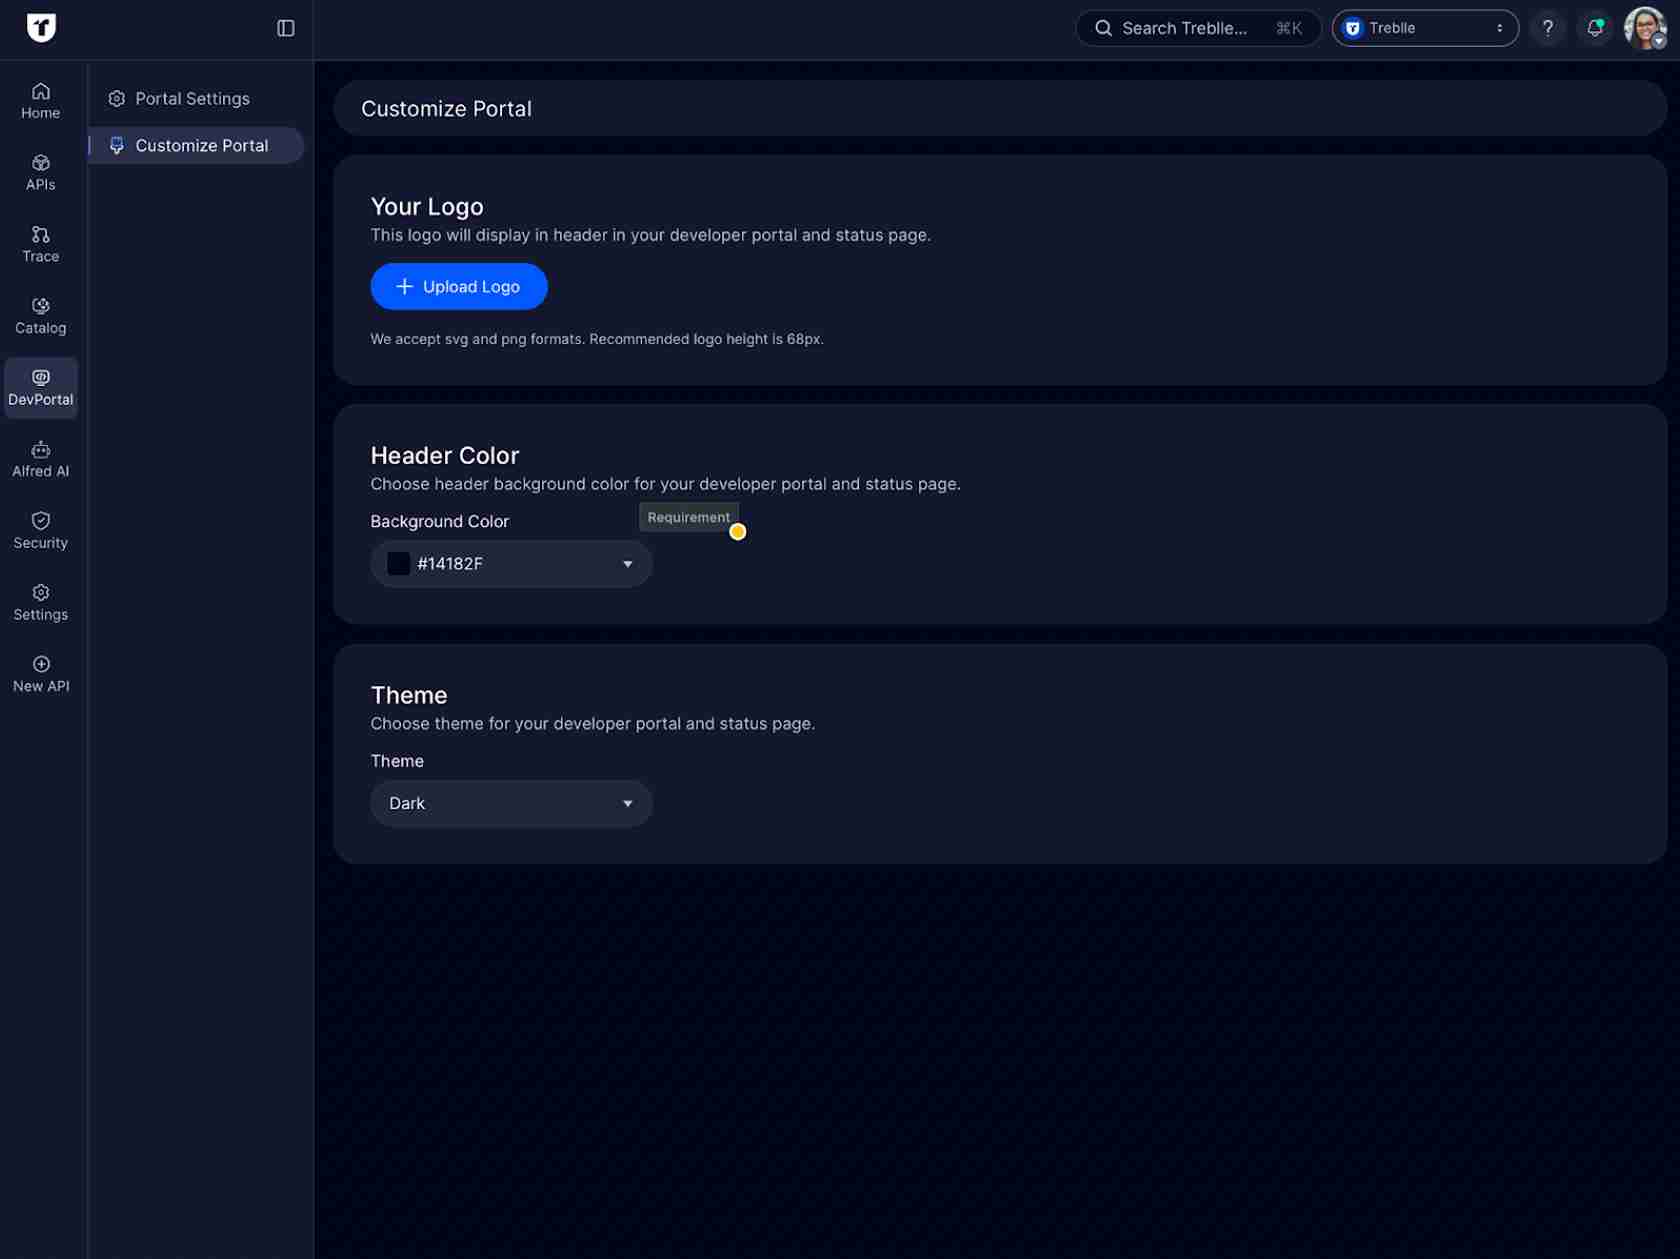 Search Treblle...
⌘K
Treblle
?
Home
APIs
Trace
Catalog
DevPortal
Alfred AI
Security
Settings
New API
Portal Settings
Customize Portal
Customize Portal
Your Logo
This logo will display in header in your developer portal and status page.
Upload Logo
We accept svg and png formats. Recommended logo height is 68px.
Header Color
Choose header background color for your developer portal and status page.
Requirement
Background Color
#14182F
Theme
Choose theme for your developer portal and status page.
Theme
Dark